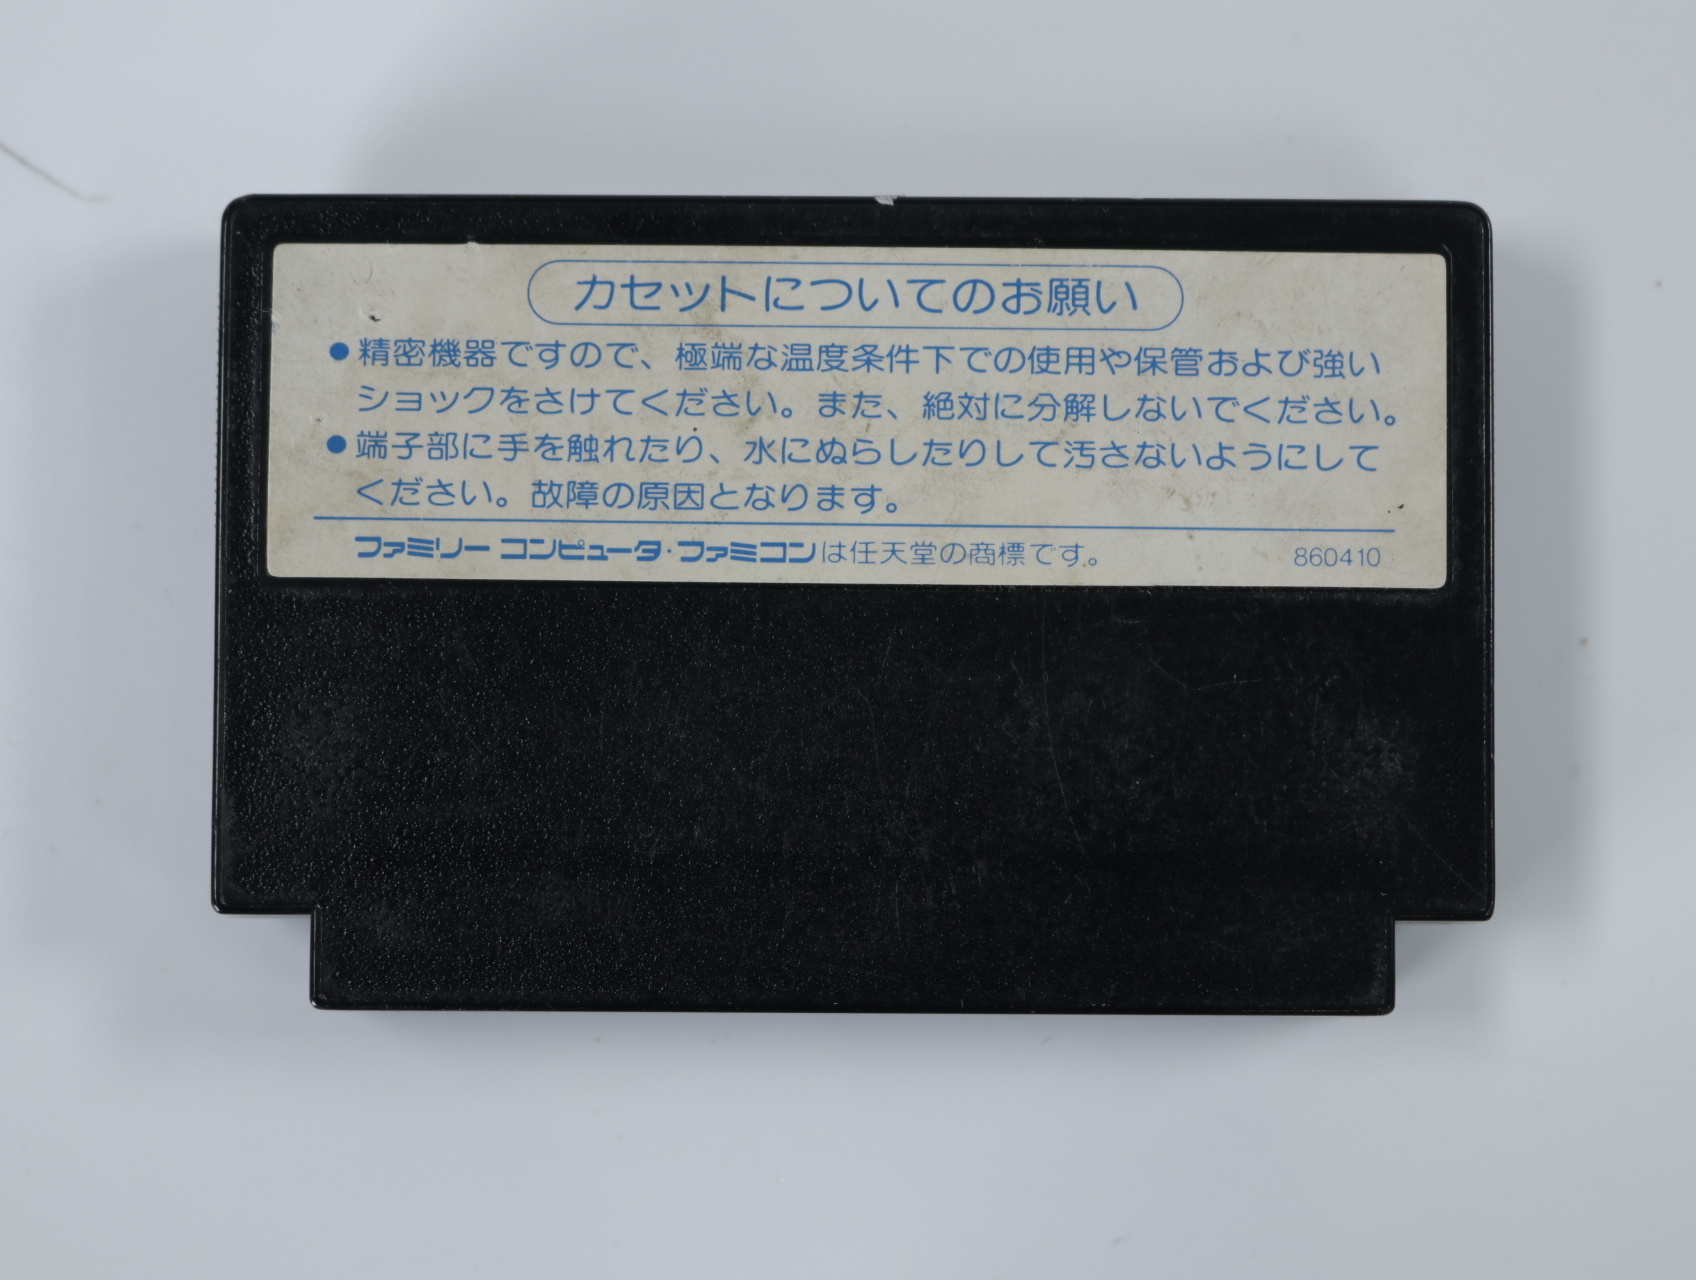 カセットについてのお願い
●精密機器ですので、極端な温度条件下での使用や保管および強い
ショックをさけてください。また、絶対に分解しないでください。
●端子部に手を触れたり、水にぬらしたりして汚さないようにして
ください。故障の原因となります。
ファミリー コンピュータ・ファミコンは任天堂の商標です。 860410